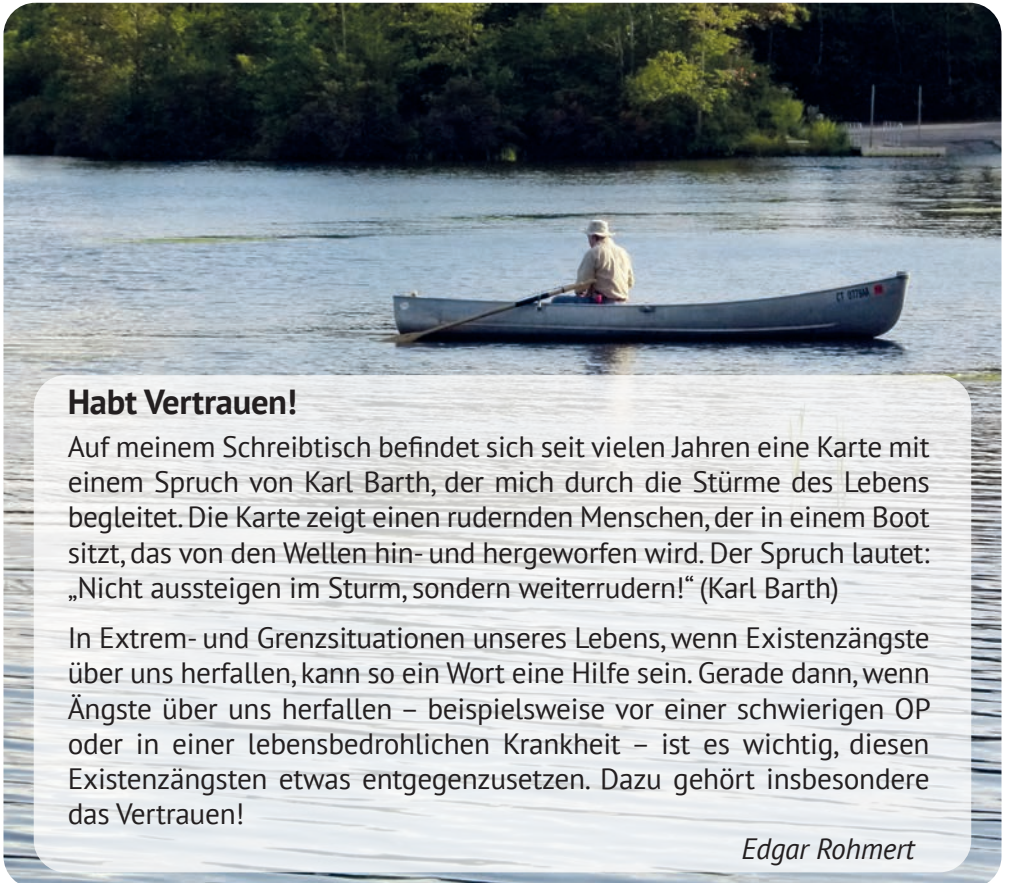 Habt Vertrauen!
Auf meinem Schreibtisch befindet sich seit vielen Jahren eine Karte mit
einem Spruch von Karl Barth, der mich durch die Stürme des Lebens
begleitet. Die Karte zeigt einen rudernden Menschen, der in einem Boot
sitzt, das von den Wellen hin- und hergeworfen wird. Der Spruch lautet:
„Nicht aussteigen im Sturm, sondern weiterrudern!“ (Karl Barth)
In Extrem- und Grenzsituationen unseres Lebens, wenn Existenzängste
über uns herfallen, kann so ein Wort eine Hilfe sein. Gerade dann, wenn
Ängste über uns herfallen – beispielsweise vor einer schwierigen OP
oder in einer lebensbedrohlichen Krankheit – ist es wichtig, diesen
Existenzängsten etwas entgegenzusetzen. Dazu gehört insbesondere
das Vertrauen!
Edgar Rohmert